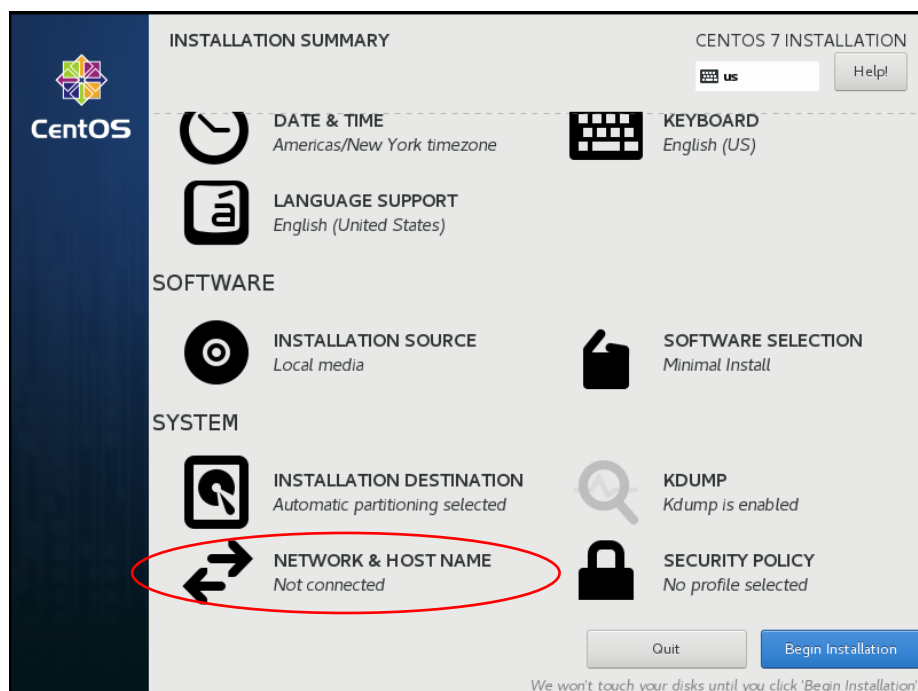 INSTALLATION SUMMARY
CENTOS 7 INSTALLATION
us
Help!
CentOS
DATE & TIME
Americas/New York timezone
KEYBOARD
English (US)
á
LANGUAGE SUPPORT
English (United States)
SOFTWARE
INSTALLATION SOURCE
Local media
SOFTWARE SELECTION
Minimal Install
SYSTEM
INSTALLATION DESTINATION
Automatic partitioning selected
KDUMP
Kdump is enabled
NETWORK & HOST NAME
Not connected
SECURITY POLICY
No profile selected
Quit
Begin Installation
We won't touch your disks until you click 'Begin Installation'